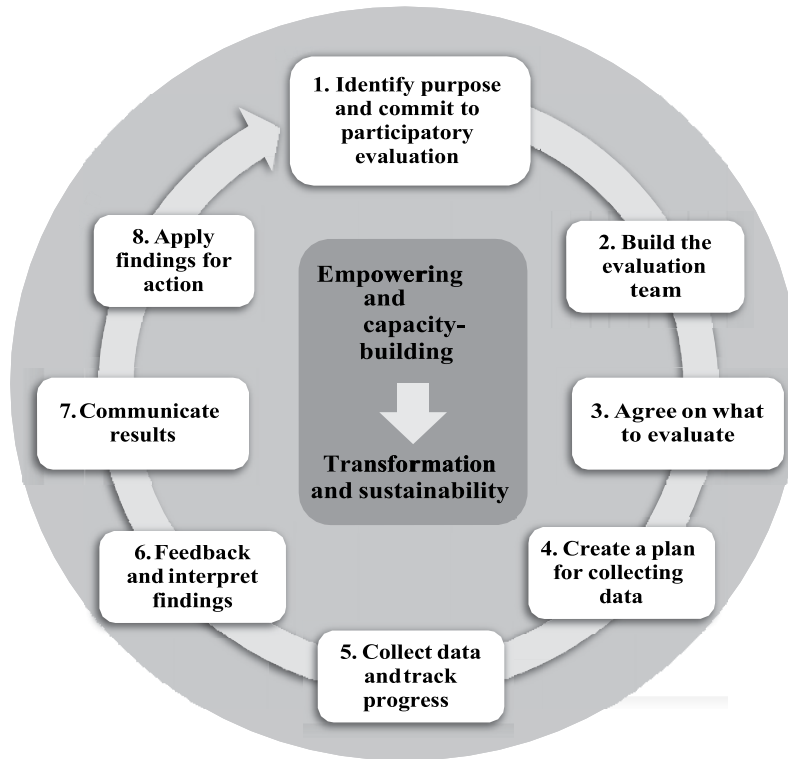 1. Identify purpose
and commit to
participatory
evaluation
2. Build the
evaluation
team
3. Agree on what
to evaluate
4. Create a plan
for collecting
data
5. Collect data
and track
progress
6. Feedback
and interpret
findings
7. Communicate
results
8. Apply
findings for
action
Empowering
and
capacity-
building
Transformation
and sustainability